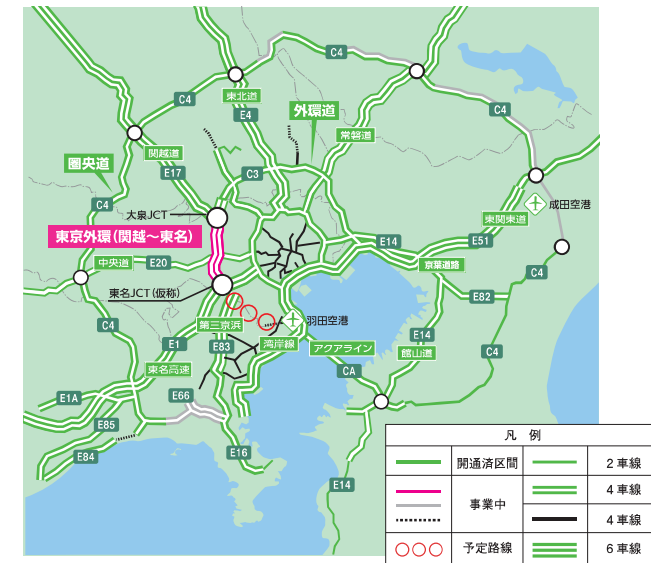 C4
C4
東北道
E4
外環道
常磐道
C4
関越道
圏央道
E17
C3
C4
大泉JCT
成田空港
東関東道
東京外環(関越～東名)
E14
E51
中央道
E20
京葉道路
C4
東名JCT(仮称)
E82
C4
第三京浜
羽田空港
E1
E83
湾岸線
アクアライン
E14
館山道
C4
東名高速
CA
E1A
E66
E85
E84
E16
E14
凡 例
開通済区間
2車線
事業中
4車線
4車線
予定路線
6車線